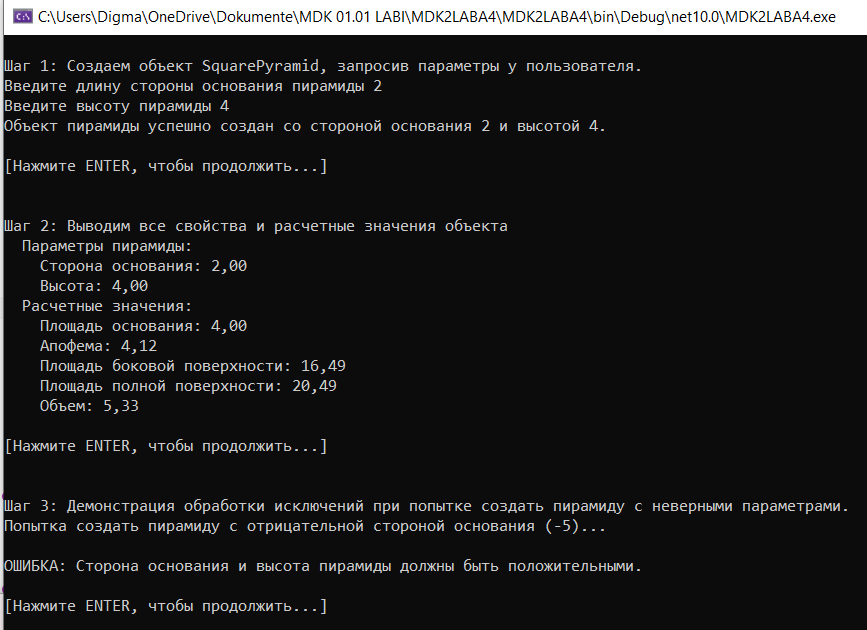 C:\Users\Digma\OneDrive\Dokumente\MDK 01.01 LABI\MDK2LABA4\MDK2LABA4\bin\Debug\net10.0\MDK2LABA4.exe
Шаг 1: Создаем объект SquarePyramid, запросив параметры у пользователя.
Введите длину стороны основания пирамиды 2
Введите высоту пирамиды 4
Объект пирамиды успешно создан со стороной основания 2 и высотой 4.
[Нажмите ENTER, чтобы продолжить...]
Шаг 2: Выводим все свойства и расчетные значения объекта
Параметры пирамиды:
Сторона основания: 2,00
Высота: 4,00
Расчетные значения:
Площадь основания: 4,00
Апофема: 4,12
Площадь боковой поверхности: 16,49
Площадь полной поверхности: 20,49
Объем: 5,33
[Нажмите ENTER, чтобы продолжить...]
Шаг 3: Демонстрация обработки исключений при попытке создать пирамиду с неверными параметрами.
Попытка создать пирамиду с отрицательной стороной основания (-5)...
ОШИБКА: Сторона основания и высота пирамиды должны быть положительными.
[Нажмите ENTER, чтобы продолжить...]